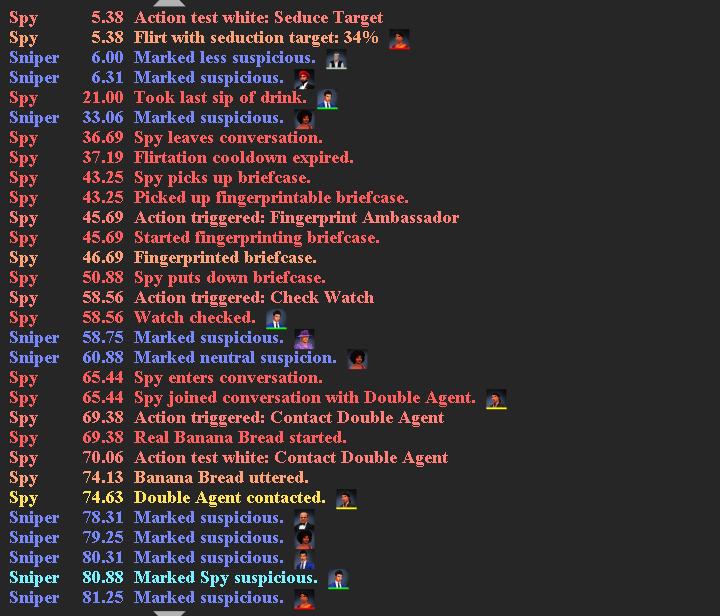 Spy 5.38 Action test white: Seduce Target
Spy 5.38 Flirt with seduction target: 34%
Sniper 6.00 Marked less suspicious.
Sniper 6.31 Marked suspicious.
Spy 21.00 Took last sip of drink.
Sniper 33.06 Marked suspicious.
Spy 36.69 Spy leaves conversation.
Spy 37.19 Flirtation cooldown expired.
Spy 43.25 Spy picks up briefcase.
Spy 43.25 Picked up fingerprintable briefcase.
Spy 45.69 Action triggered: Fingerprint Ambassador
Spy 45.69 Started fingerprinting briefcase.
Spy 46.69 Fingerprinted briefcase.
Spy 50.88 Spy puts down briefcase.
Spy 58.56 Action triggered: Check Watch
Spy 58.56 Watch checked.
Sniper 58.75 Marked suspicious.
Sniper 60.88 Marked neutral suspicion.
Spy 65.44 Spy enters conversation.
Spy 65.44 Spy joined conversation with Double Agent.
Spy 69.38 Action triggered: Contact Double Agent
Spy 69.38 Real Banana Bread started.
Spy 70.06 Action test white: Contact Double Agent
Spy 74.13 Banana Bread uttered.
Spy 74.63 Double Agent contacted.
Sniper 78.31 Marked suspicious.
Sniper 79.25 Marked suspicious.
Sniper 80.31 Marked suspicious.
Sniper 80.88 Marked Spy suspicious.
Sniper 81.25 Marked suspicious.